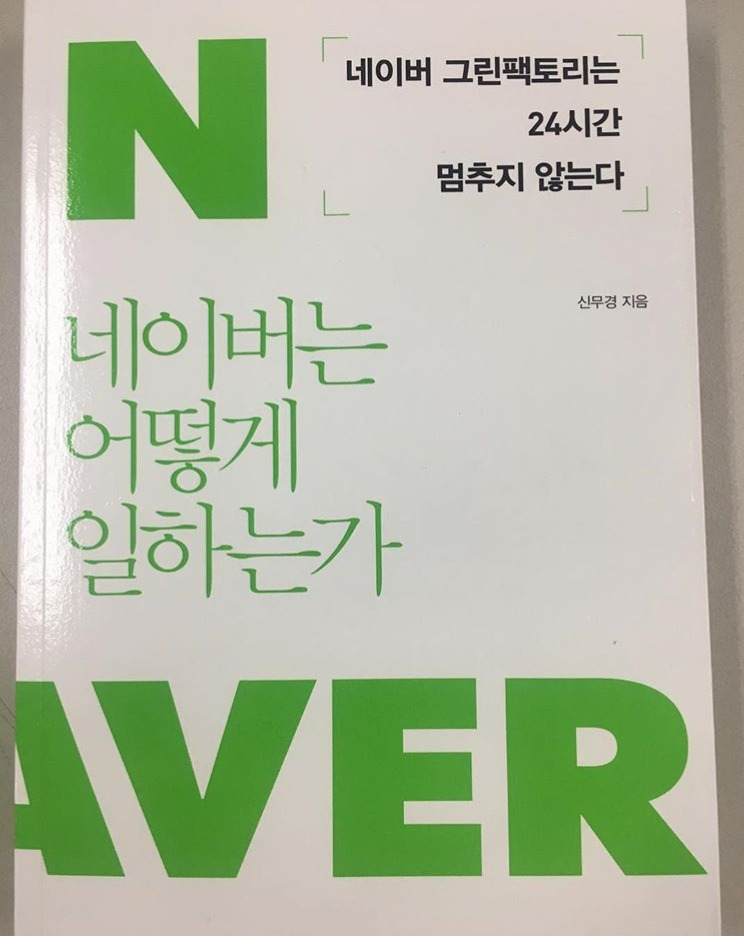 N
네이버 그린팩토리는
24시간
멈추지 않는다
신무경 지음
네이버는
어떻게
일하는가
AVER